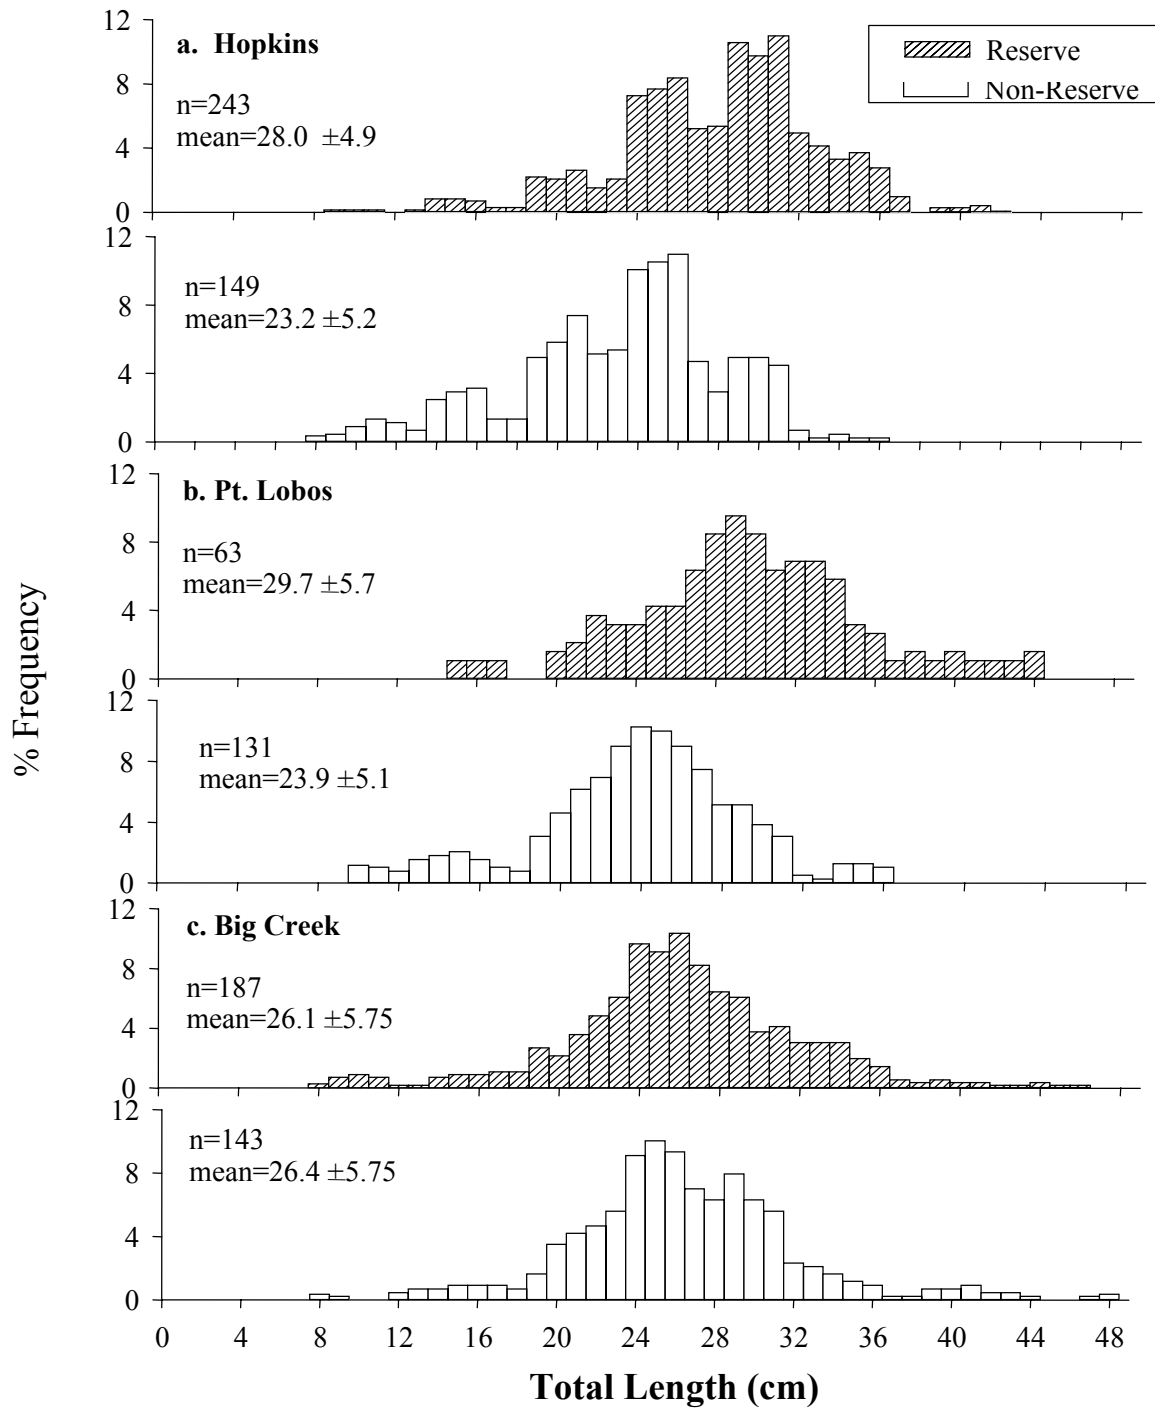 12
a. Hopkins
Reserve
8
n=243
Non-Reserve
mean=28.0 ±4.9
4
0
12
n=149
8
mean=23.2 ±5.2
4
0
12
b. Pt. Lobos
8
n=63
mean=29.7 ±5.7
4
0
% Frequency
12
n=131
8
mean=23.9 ±5.1
4
0
12
c. Big Creek
8
n=187
mean=26.1 ±5.75
4
0
12
n=143
8
mean=26.4 ±5.75
4
0
0 4 8 12 16 20 24 28 32 36 40 44 48
Total Length (cm)